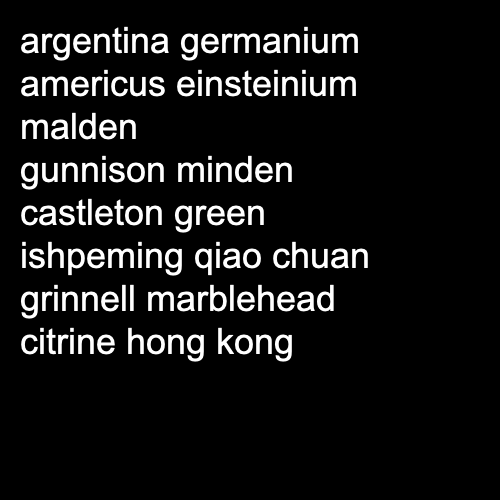 argentina germanium
americus einsteinium
malden
gunnison minden
castleton green
ishpeming qiao chuan
grinnell marblehead
citrine hong kong